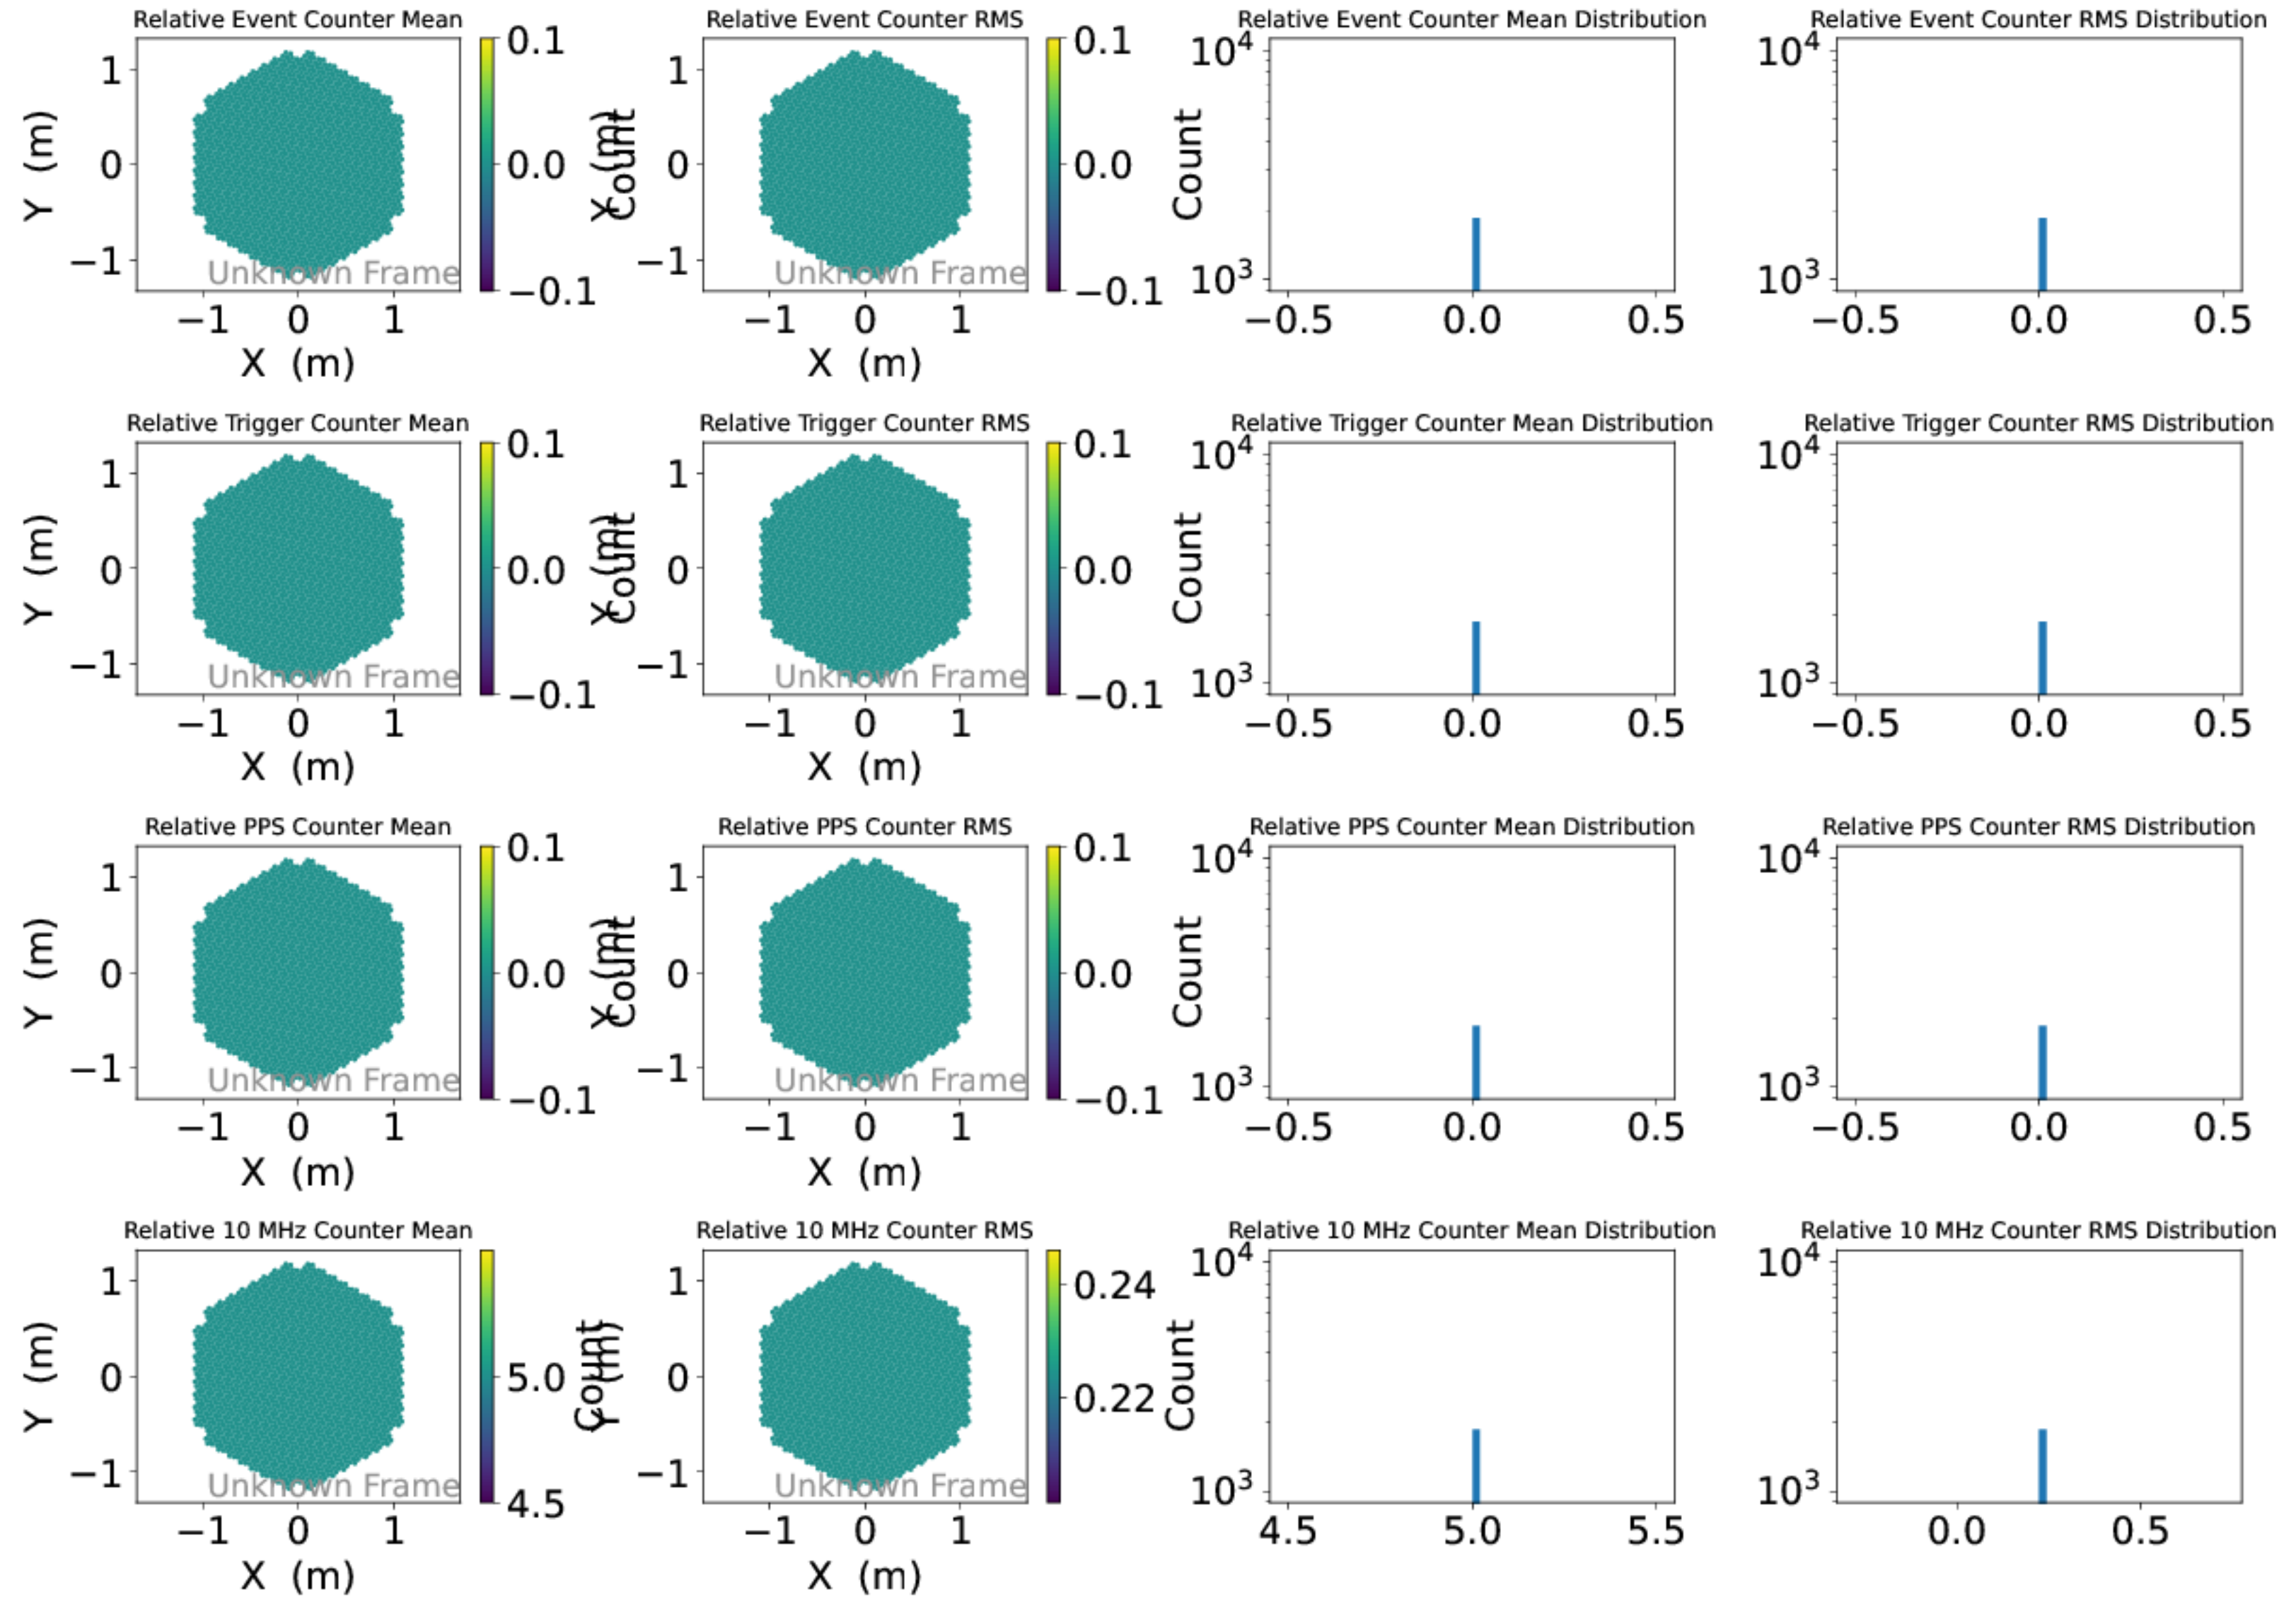 Relative Event Counter Mean
Relative Event Counter RMS
Relative Event Counter Mean Distribution
Relative Event Counter RMS Distribution
Y (m)
1
0
−1
Unknown Frame
−1 0 1
X (m)
0.1
0.0
−0.1
Count
Y (m)
1
0
−1
Unknown Frame
−1 0 1
X (m)
0.1
0.0
−0.1
Count
10⁴
10³
−0.5 0.0 0.5
10⁴
10³
−0.5 0.0 0.5
Relative Trigger Counter Mean
Relative Trigger Counter RMS
Relative Trigger Counter Mean Distribution
Relative Trigger Counter RMS Distribution
Y (m)
1
0
−1
Unknown Frame
−1 0 1
X (m)
0.1
0.0
−0.1
Count
Y (m)
1
0
−1
Unknown Frame
−1 0 1
X (m)
0.1
0.0
−0.1
Count
10⁴
10³
−0.5 0.0 0.5
10⁴
10³
−0.5 0.0 0.5
Relative PPS Counter Mean
Relative PPS Counter RMS
Relative PPS Counter Mean Distribution
Relative PPS Counter RMS Distribution
Y (m)
1
0
−1
Unknown Frame
−1 0 1
X (m)
0.1
0.0
−0.1
Count
Y (m)
1
0
−1
Unknown Frame
−1 0 1
X (m)
0.1
0.0
−0.1
Count
10⁴
10³
−0.5 0.0 0.5
10⁴
10³
−0.5 0.0 0.5
Relative 10 MHz Counter Mean
Relative 10 MHz Counter RMS
Relative 10 MHz Counter Mean Distribution
Relative 10 MHz Counter RMS Distribution
Y (m)
1
0
−1
Unknown Frame
−1 0 1
X (m)
5.0
4.5
Count
Y (m)
1
0
−1
Unknown Frame
−1 0 1
X (m)
0.24
0.22
Count
10⁴
10³
4.5 5.0 5.5
10⁴
10³
0.0 0.5